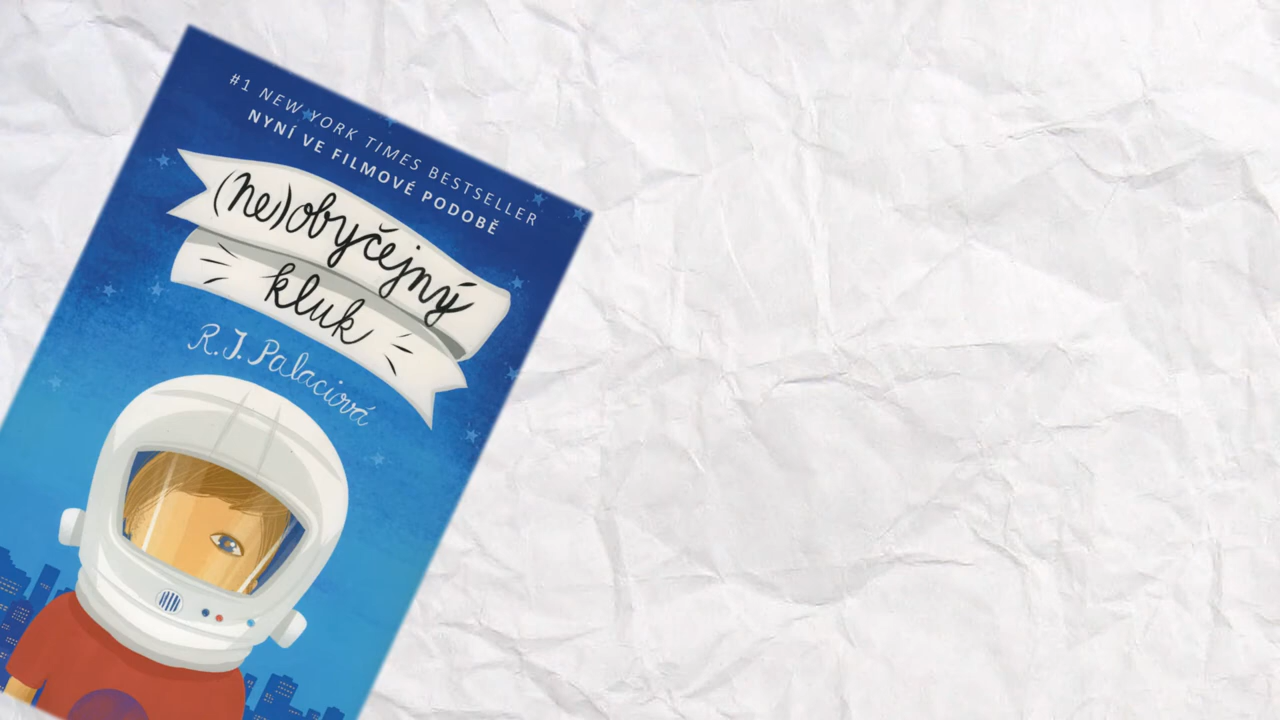 #1 NEW YORK TIMES BESTSELLER
NYNÍ VE FILMOVÉ PODOBĚ
(Ne)obyčejný
kluk
R.J. Palaciová